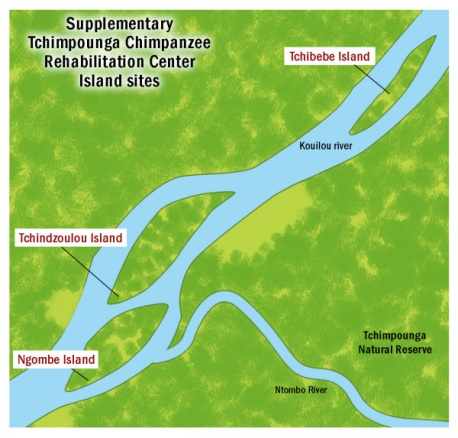 Supplementary
Tchimpounga Chimpanzee
Rehabilitation Center
Island sites
Tchibebe Island
Kouilou river
Tchindzoulou Island
Tchimpounga
Natural Reserve
Ngombe Island
Ntombo River